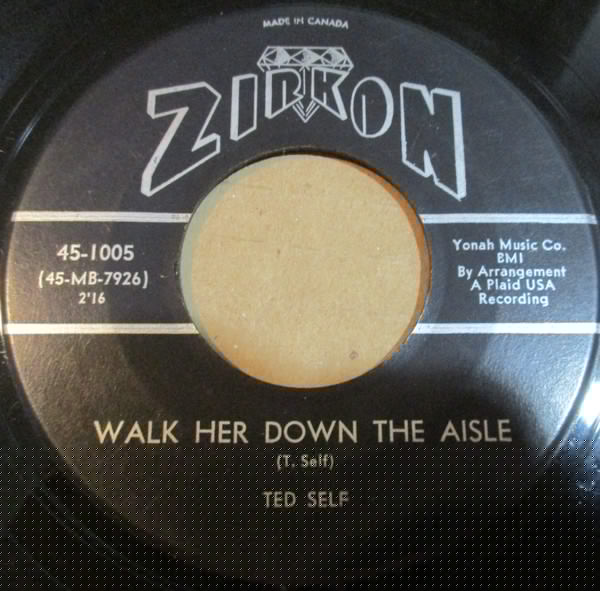 MADE IN CANADA
ZIRKON
45-1005
(45-MB-7926)
2'16
Yonah Music Co.
BMI
By Arrangement
A Plaid USA
Recording
WALK HER DOWN THE AISLE
(T. Self)
TED SELF